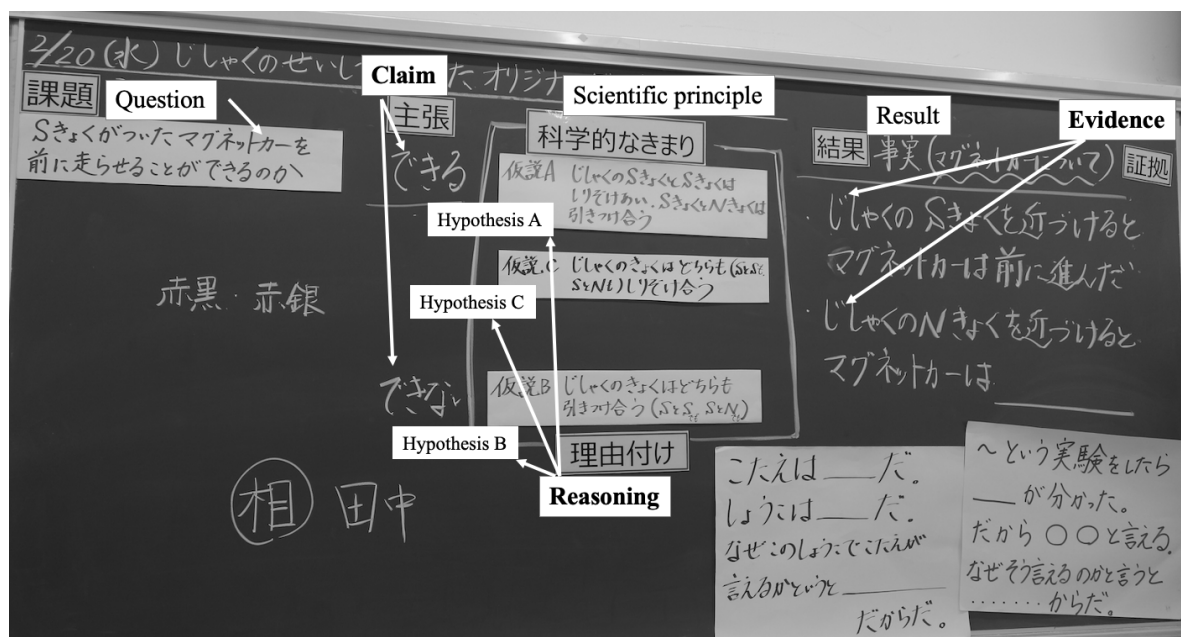 2/20(水)じしゃくのせいし
た オリジナ
課題
Question
Sきょくがついたマグネットカーを
前に走らせることができるのか
Claim
主張
できる
できな
Scientific principle
科学的なきまり
仮説A じしゃくのSきょくとSきょくは
しりぞけあい、SきょくとNきょくは
引きつけ合う
Hypothesis A
仮説.C じしゃくのきょくはどちらも(SとSも、
SとNも)しりぞけ合う
Hypothesis C
仮説B じしゃくのきょくはどちらも
引きつけ合う(SとSも、SとNも)
Hypothesis B
理由付け
Reasoning
Result
Evidence
結果 事実(マグネットカーについて)
証拠
・じしゃくのSきょくを近づけると
マグネットカーは前に進んだ
・じしゃくのNきょくを近づけると
マグネットカーは
赤黒・赤銀
相 田中
こたえは＿＿だ。
しょうこは＿＿だ。
なぜこのしょうこでこたえが
言えるかというと＿＿＿＿
だからだ。
～という実験をしたら
＿＿が分かった。
だから〇〇と言える。
なぜそう言えるのかと言うと
‥‥‥‥からだ。